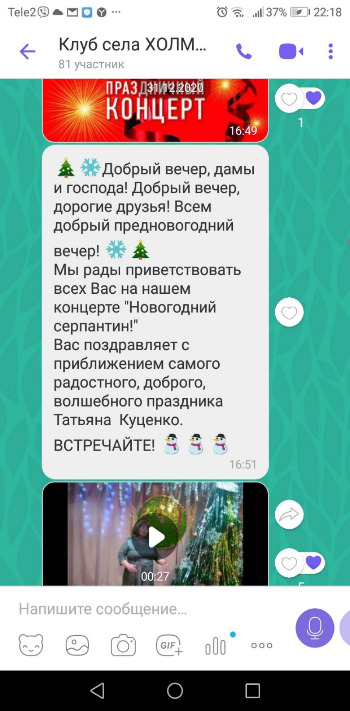 Tele2 37% 22:18
Клуб села ХОЛМ...
81 участник
31.12.2020
КОНЦЕРТ
16:49
1
Добрый вечер, дамы
и господа! Добрый вечер,
дорогие друзья! Всем
добрый предновогодний
вечер!
Мы рады приветствовать
всех Вас на нашем
концерте "Новогодний
серпантин!"
Вас поздравляет с
приближением самого
радостного, доброго,
волшебного праздника
Татьяна Куценко.
ВСТРЕЧАЙТЕ!
16:51
00:27
Напишите сообщение...
GIF+